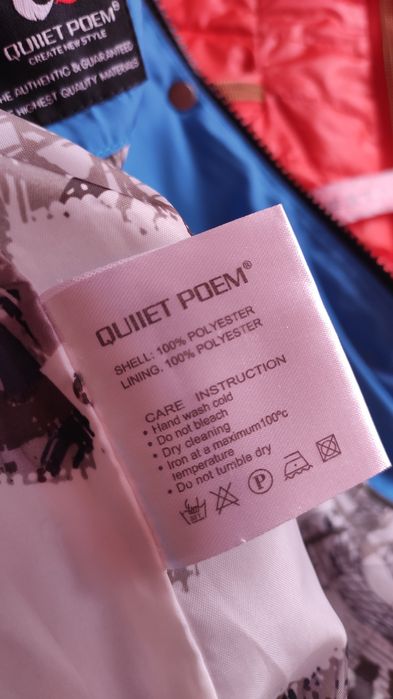 QUIIET POEM®
CREATE NEW STYLE
THE AUTHENTIC & GUARANTEED
HIGHEST QUALITY MATERIALS
QUIIET POEM®
SHELL: 100% POLYESTER
LINING. 100% POLYESTER
CARE INSTRUCTION
• Hand wash cold
• Do not bleach
• Dry cleaning
• Iron at a maximum100°c
temperature
• Do not tumble dry
P